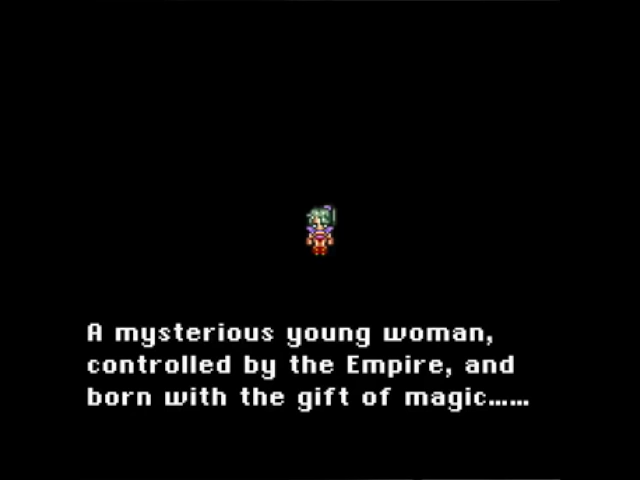 A mysterious young woman,
controlled by the Empire, and
born with the gift of magic……